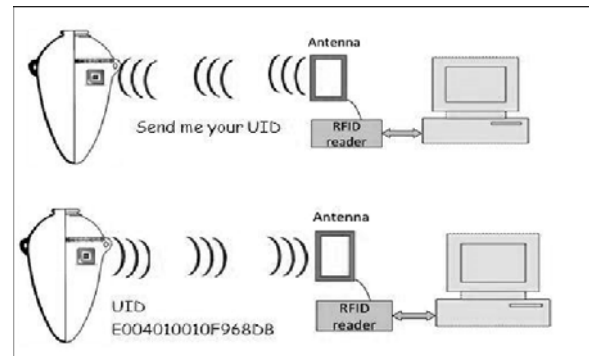 Antenna
Send me your UID
RFID
reader
Antenna
UID
E004010010F968DB
RFID
reader